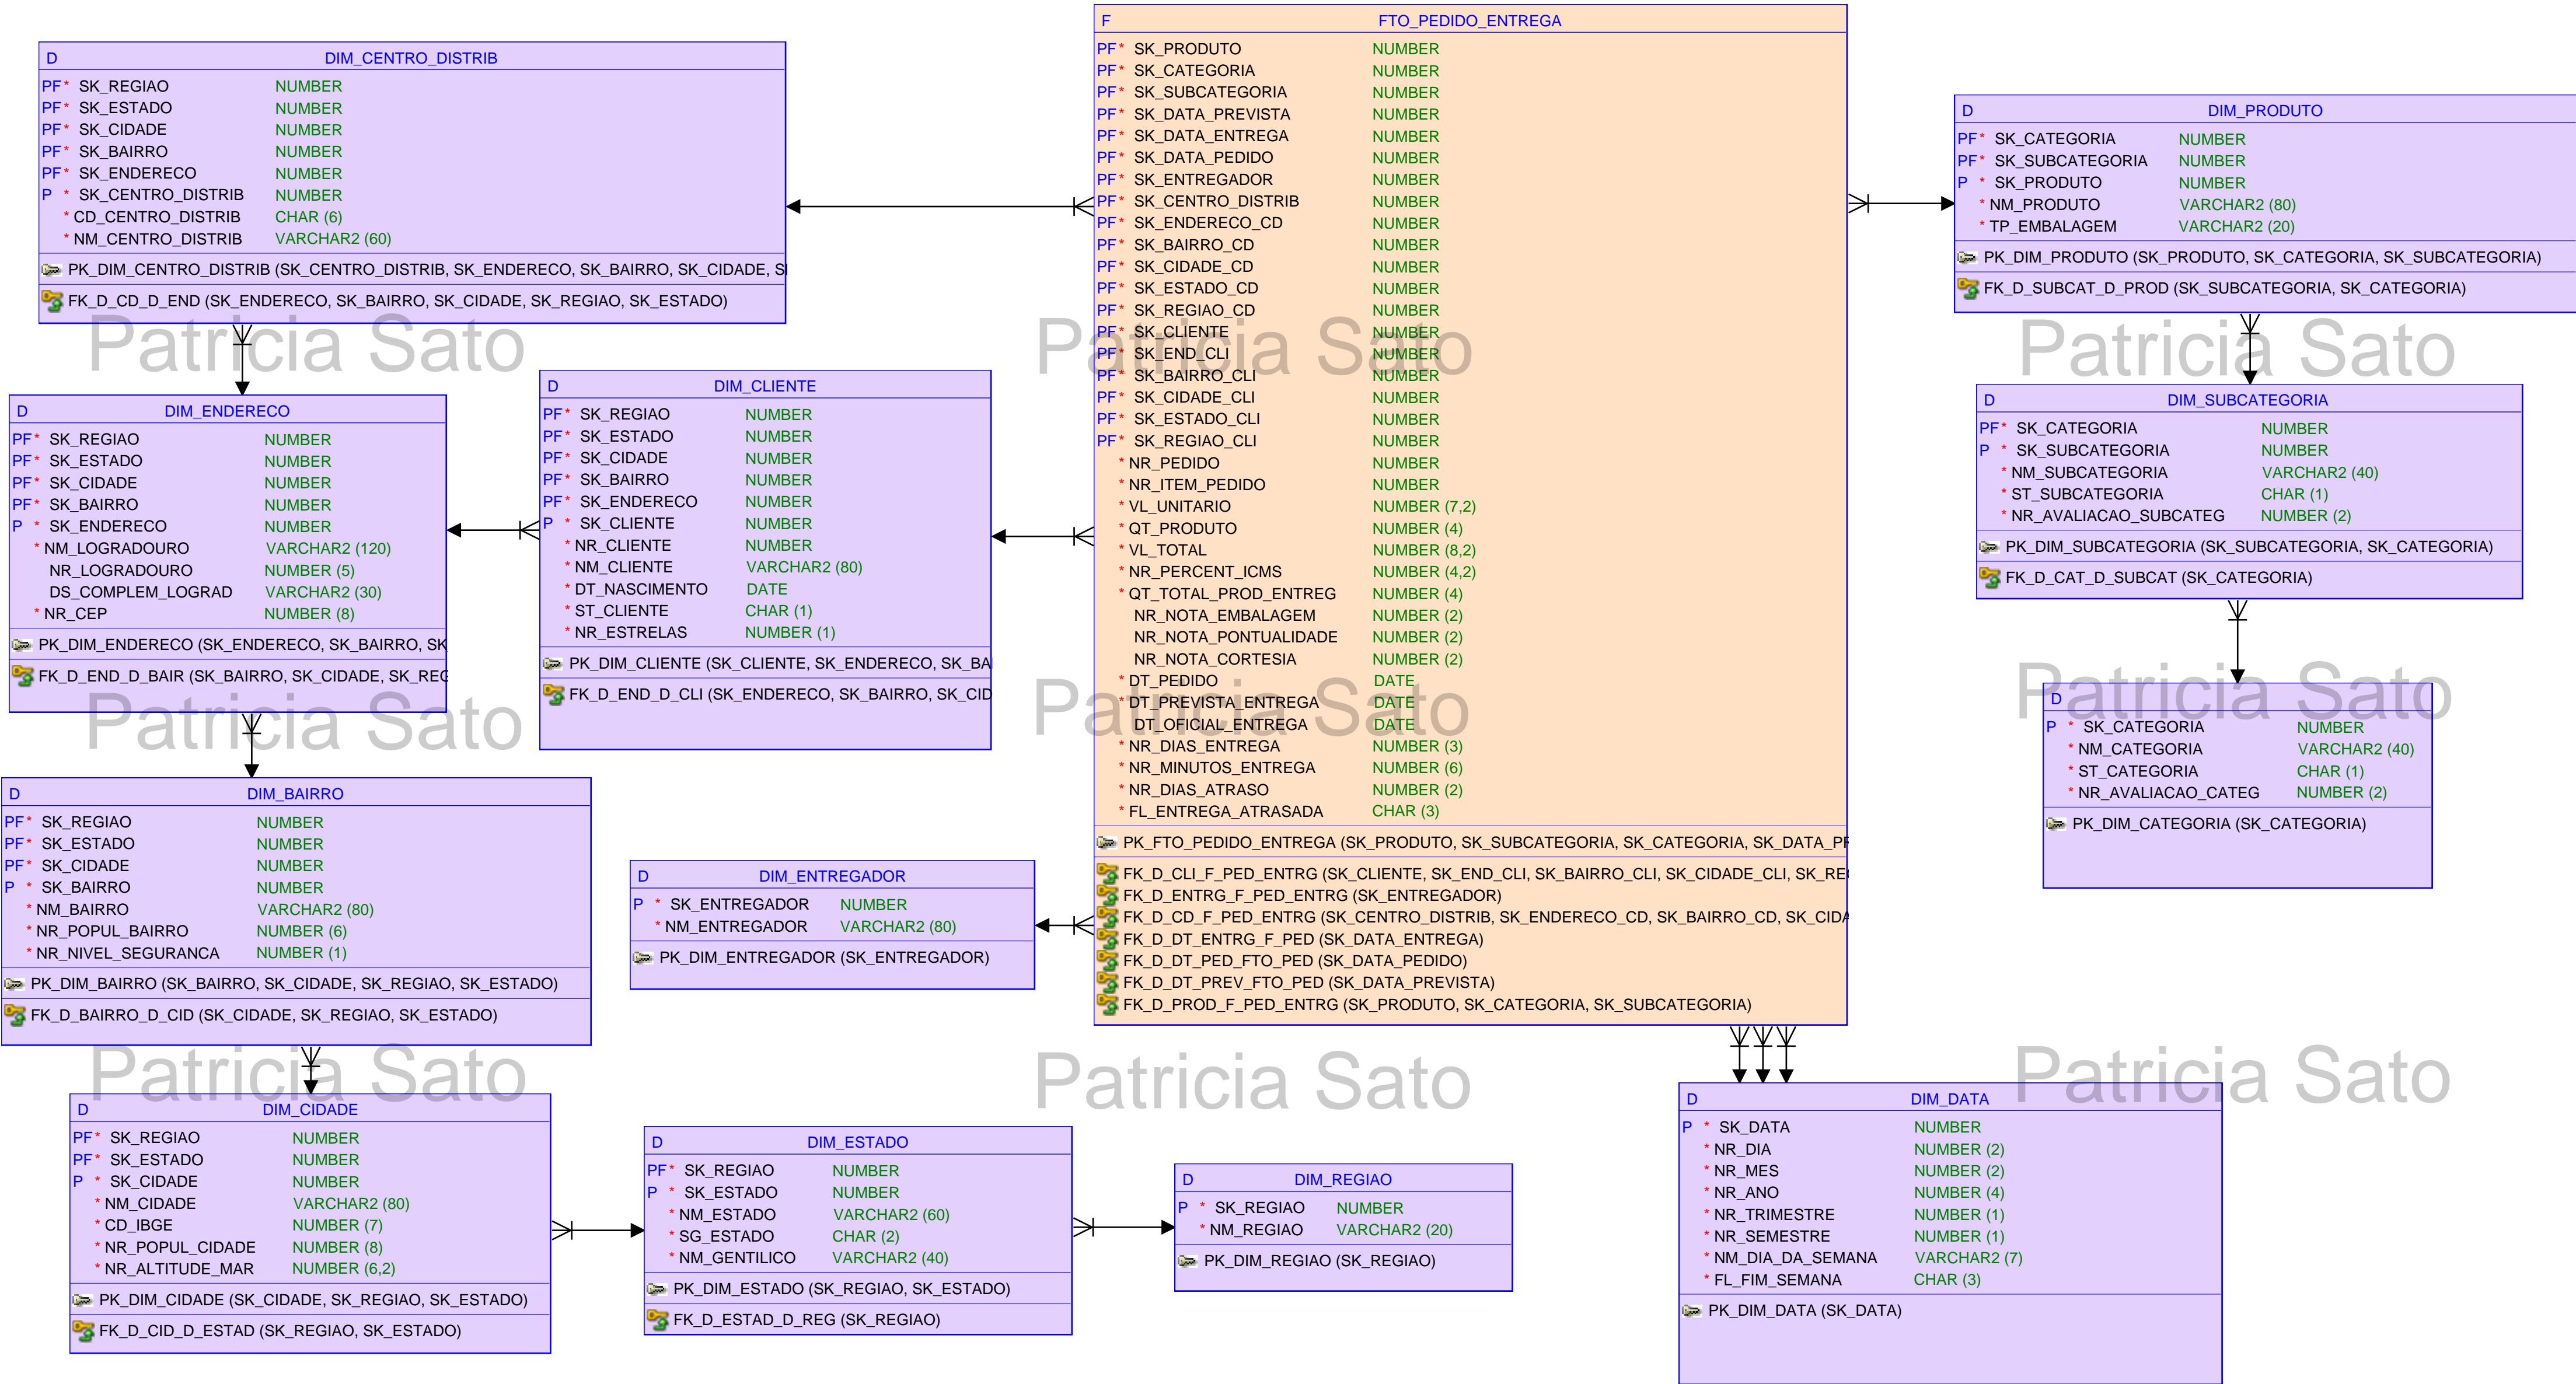 D DIM_CENTRO_DISTRIB
PF * SK_REGIAO NUMBER
PF * SK_ESTADO NUMBER
PF * SK_CIDADE NUMBER
PF * SK_BAIRRO NUMBER
PF * SK_ENDERECO NUMBER
P * SK_CENTRO_DISTRIB NUMBER
* CD_CENTRO_DISTRIB CHAR (6)
* NM_CENTRO_DISTRIB VARCHAR2 (60)
PK_DIM_CENTRO_DISTRIB (SK_CENTRO_DISTRIB, SK_ENDERECO, SK_BAIRRO, SK_CIDADE, S
FK_D_CD_D_END (SK_ENDERECO, SK_BAIRRO, SK_CIDADE, SK_REGIAO, SK_ESTADO)
F FTO_PEDIDO_ENTREGA
PF * SK_PRODUTO NUMBER
PF * SK_CATEGORIA NUMBER
PF * SK_SUBCATEGORIA NUMBER
PF * SK_DATA_PREVISTA NUMBER
PF * SK_DATA_ENTREGA NUMBER
PF * SK_DATA_PEDIDO NUMBER
PF * SK_ENTREGADOR NUMBER
PF * SK_CENTRO_DISTRIB NUMBER
PF * SK_ENDERECO_CD NUMBER
PF * SK_BAIRRO_CD NUMBER
PF * SK_CIDADE_CD NUMBER
PF * SK_ESTADO_CD NUMBER
PF * SK_REGIAO_CD NUMBER
PF * SK_CLIENTE NUMBER
PF * SK_END_CLI NUMBER
PF * SK_BAIRRO_CLI NUMBER
PF * SK_CIDADE_CLI NUMBER
PF * SK_ESTADO_CLI NUMBER
PF * SK_REGIAO_CLI NUMBER
* NR_PEDIDO NUMBER
* NR_ITEM_PEDIDO NUMBER
* VL_UNITARIO NUMBER (7,2)
* QT_PRODUTO NUMBER (4)
* VL_TOTAL NUMBER (8,2)
* NR_PERCENT_ICMS NUMBER (4,2)
* QT_TOTAL_PROD_ENTREG NUMBER (4)
NR_NOTA_EMBALAGEM NUMBER (2)
NR_NOTA_PONTUALIDADE NUMBER (2)
NR_NOTA_CORTESIA NUMBER (2)
* DT_PEDIDO DATE
* DT_PREVISTA_ENTREGA DATE
DT_OFICIAL_ENTREGA DATE
* NR_DIAS_ENTREGA NUMBER (3)
* NR_MINUTOS_ENTREGA NUMBER (6)
* NR_DIAS_ATRASO NUMBER (2)
* FL_ENTREGA_ATRASADA CHAR (3)
PK_FTO_PEDIDO_ENTREGA (SK_PRODUTO, SK_SUBCATEGORIA, SK_CATEGORIA, SK_DATA_PR
FK_D_CLI_F_PED_ENTRG (SK_CLIENTE, SK_END_CLI, SK_BAIRRO_CLI, SK_CIDADE_CLI, SK_RE
FK_D_ENTRG_F_PED_ENTRG (SK_ENTREGADOR)
FK_D_CD_F_PED_ENTRG (SK_CENTRO_DISTRIB, SK_ENDERECO_CD, SK_BAIRRO_CD, SK_CIDA
FK_D_DT_ENTRG_F_PED (SK_DATA_ENTREGA)
FK_D_DT_PED_FTO_PED (SK_DATA_PEDIDO)
FK_D_DT_PREV_FTO_PED (SK_DATA_PREVISTA)
FK_D_PROD_F_PED_ENTRG (SK_PRODUTO, SK_CATEGORIA, SK_SUBCATEGORIA)
D DIM_PRODUTO
PF * SK_CATEGORIA NUMBER
PF * SK_SUBCATEGORIA NUMBER
P * SK_PRODUTO NUMBER
* NM_PRODUTO VARCHAR2 (80)
* TP_EMBALAGEM VARCHAR2 (20)
PK_DIM_PRODUTO (SK_PRODUTO, SK_CATEGORIA, SK_SUBCATEGORIA)
FK_D_SUBCAT_D_PROD (SK_SUBCATEGORIA, SK_CATEGORIA)
Patricia Sato
Patricia Sato
Patricia Sato
D DIM_ENDERECO
PF * SK_REGIAO NUMBER
PF * SK_ESTADO NUMBER
PF * SK_CIDADE NUMBER
PF * SK_BAIRRO NUMBER
P * SK_ENDERECO NUMBER
* NM_LOGRADOURO VARCHAR2 (120)
NR_LOGRADOURO NUMBER (5)
DS_COMPLEM_LOGRAD VARCHAR2 (30)
* NR_CEP NUMBER (8)
PK_DIM_ENDERECO (SK_ENDERECO, SK_BAIRRO, SK
FK_D_END_D_BAIR (SK_BAIRRO, SK_CIDADE, SK_REG
D DIM_CLIENTE
PF * SK_REGIAO NUMBER
PF * SK_ESTADO NUMBER
PF * SK_CIDADE NUMBER
PF * SK_BAIRRO NUMBER
PF * SK_ENDERECO NUMBER
P * SK_CLIENTE NUMBER
* NR_CLIENTE NUMBER
* NM_CLIENTE VARCHAR2 (80)
* DT_NASCIMENTO DATE
* ST_CLIENTE CHAR (1)
* NR_ESTRELAS NUMBER (1)
PK_DIM_CLIENTE (SK_CLIENTE, SK_ENDERECO, SK_BA
FK_D_END_D_CLI (SK_ENDERECO, SK_BAIRRO, SK_CID
D DIM_SUBCATEGORIA
PF * SK_CATEGORIA NUMBER
P * SK_SUBCATEGORIA NUMBER
* NM_SUBCATEGORIA VARCHAR2 (40)
* ST_SUBCATEGORIA CHAR (1)
* NR_AVALIACAO_SUBCATEG NUMBER (2)
PK_DIM_SUBCATEGORIA (SK_SUBCATEGORIA, SK_CATEGORIA)
FK_D_CAT_D_SUBCAT (SK_CATEGORIA)
Patricia Sato
Patricia Sato
Patricia Sato
D
P * SK_CATEGORIA NUMBER
* NM_CATEGORIA VARCHAR2 (40)
* ST_CATEGORIA CHAR (1)
* NR_AVALIACAO_CATEG NUMBER (2)
PK_DIM_CATEGORIA (SK_CATEGORIA)
D DIM_BAIRRO
PF * SK_REGIAO NUMBER
PF * SK_ESTADO NUMBER
PF * SK_CIDADE NUMBER
P * SK_BAIRRO NUMBER
* NM_BAIRRO VARCHAR2 (80)
* NR_POPUL_BAIRRO NUMBER (6)
* NR_NIVEL_SEGURANCA NUMBER (1)
PK_DIM_BAIRRO (SK_BAIRRO, SK_CIDADE, SK_REGIAO, SK_ESTADO)
FK_D_BAIRRO_D_CID (SK_CIDADE, SK_REGIAO, SK_ESTADO)
D DIM_ENTREGADOR
P * SK_ENTREGADOR NUMBER
* NM_ENTREGADOR VARCHAR2 (80)
PK_DIM_ENTREGADOR (SK_ENTREGADOR)
Patricia Sato
Patricia Sato
Patricia Sato
D DIM_CIDADE
PF * SK_REGIAO NUMBER
PF * SK_ESTADO NUMBER
P * SK_CIDADE NUMBER
* NM_CIDADE VARCHAR2 (80)
* CD_IBGE NUMBER (7)
* NR_POPUL_CIDADE NUMBER (8)
* NR_ALTITUDE_MAR NUMBER (6,2)
PK_DIM_CIDADE (SK_CIDADE, SK_REGIAO, SK_ESTADO)
FK_D_CID_D_ESTAD (SK_REGIAO, SK_ESTADO)
D DIM_ESTADO
PF * SK_REGIAO NUMBER
P * SK_ESTADO NUMBER
* NM_ESTADO VARCHAR2 (60)
* SG_ESTADO CHAR (2)
* NM_GENTILICO VARCHAR2 (40)
PK_DIM_ESTADO (SK_REGIAO, SK_ESTADO)
FK_D_ESTAD_D_REG (SK_REGIAO)
D DIM_REGIAO
P * SK_REGIAO NUMBER
* NM_REGIAO VARCHAR2 (20)
PK_DIM_REGIAO (SK_REGIAO)
D DIM_DATA
P * SK_DATA NUMBER
* NR_DIA NUMBER (2)
* NR_MES NUMBER (2)
* NR_ANO NUMBER (4)
* NR_TRIMESTRE NUMBER (1)
* NR_SEMESTRE NUMBER (1)
* NM_DIA_DA_SEMANA VARCHAR2 (7)
* FL_FIM_SEMANA CHAR (3)
PK_DIM_DATA (SK_DATA)